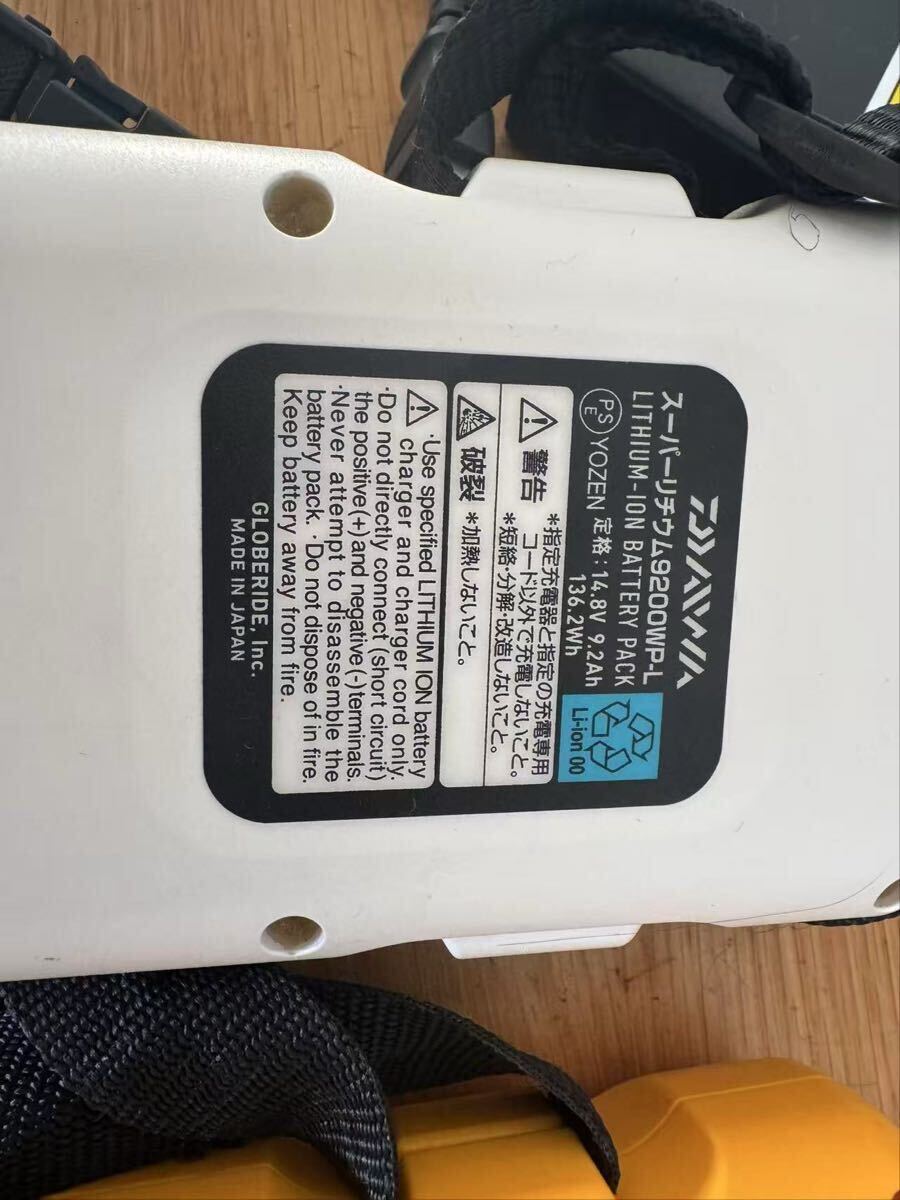 DAIWA
スーパーリチウム9200WP-L
LITHIUM-ION BATTERY PACK
PSE YOZEN 定格:14.8V 9.2Ah
136.2Wh
Li-ion 00
警告
*指定充電器と指定の充電専用
コード以外で充電しないこと。
*短絡・分解・改造しないこと。
破裂 *加熱しないこと。
·Use specified LITHIUM ION battery
charger and charger cord only.
·Do not directly connect (short circuit)
the positive(+)and negative(-)terminals.
·Never attempt to disassemble the
battery pack. ·Do not dispose of in fire.
Keep battery away from fire.
GLOBERIDE, Inc.
MADE IN JAPAN